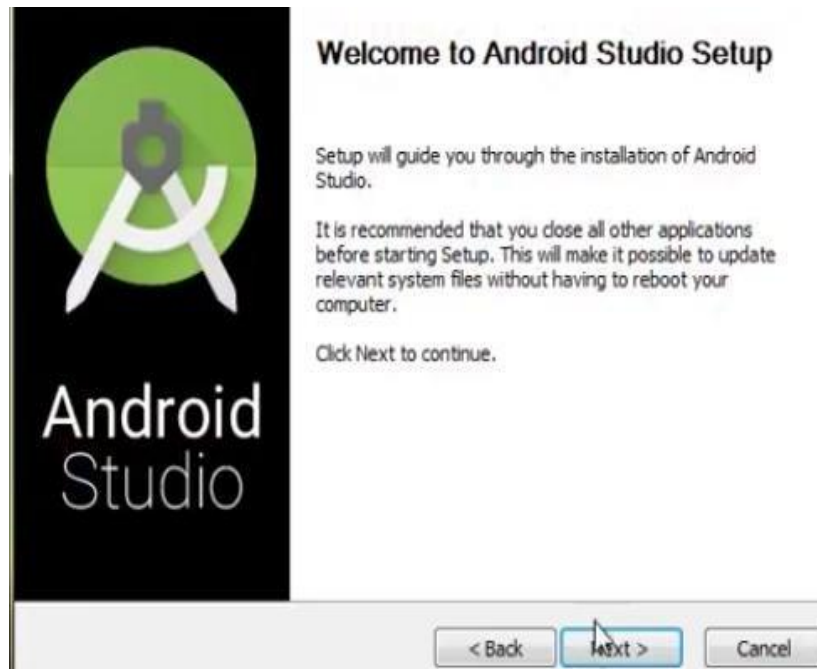 Welcome to Android Studio Setup
Setup will guide you through the installation of Android
Studio.
It is recommended that you close all other applications
before starting Setup. This will make it possible to update
relevant system files without having to reboot your
computer.
Click Next to continue.
Android
Studio
< Back
Next >
Cancel